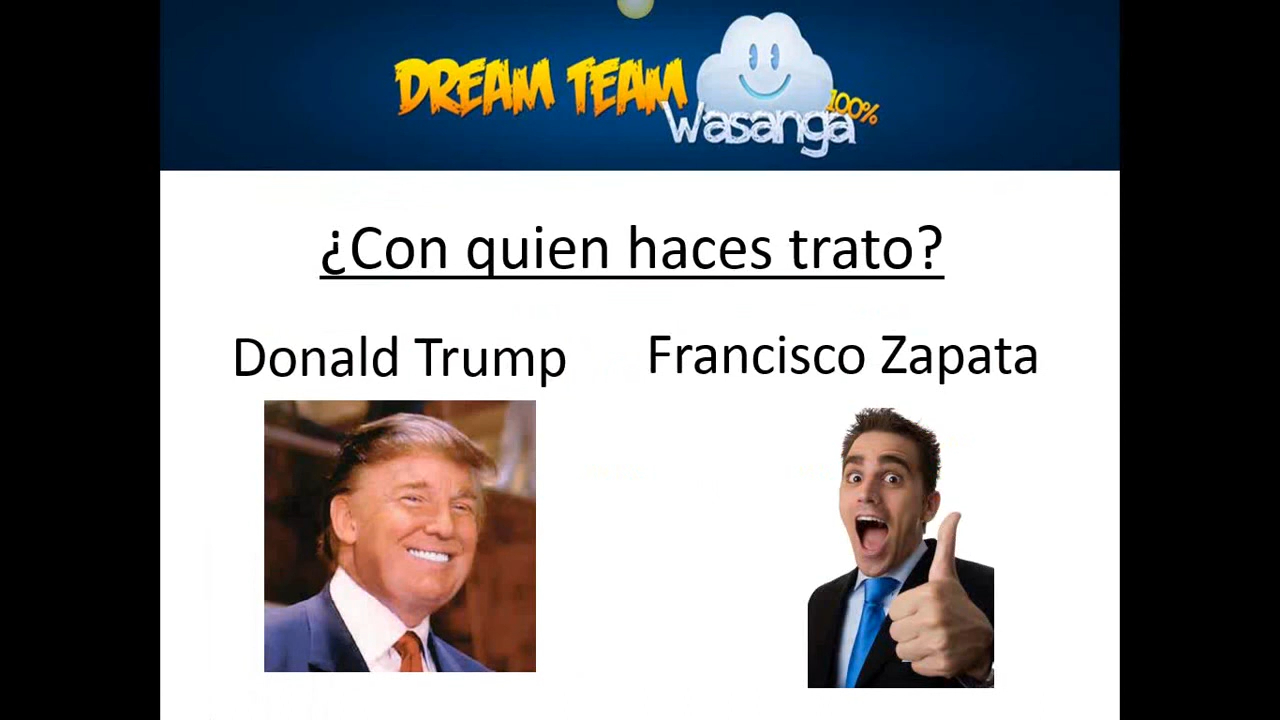 DREAM TEAM
Wasanga 100%
¿Con quien haces trato?
Donald Trump
Francisco Zapata